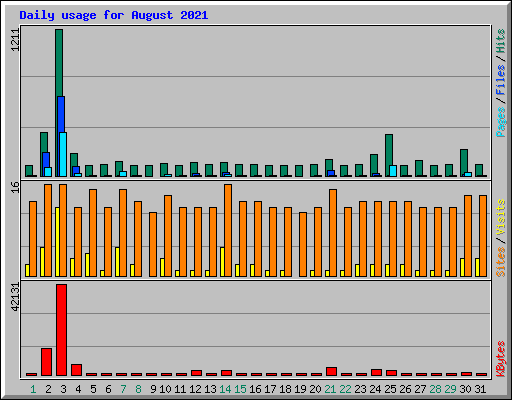 Daily usage for August 2021
1211
Pages / Files / Hits
16
Sites / Visits
42131
KBytes
1 2 3 4 5 6 7 8 9 10 11 12 13 14 15 16 17 18 19 20 21 22 23 24 25 26 27 28 29 30 31